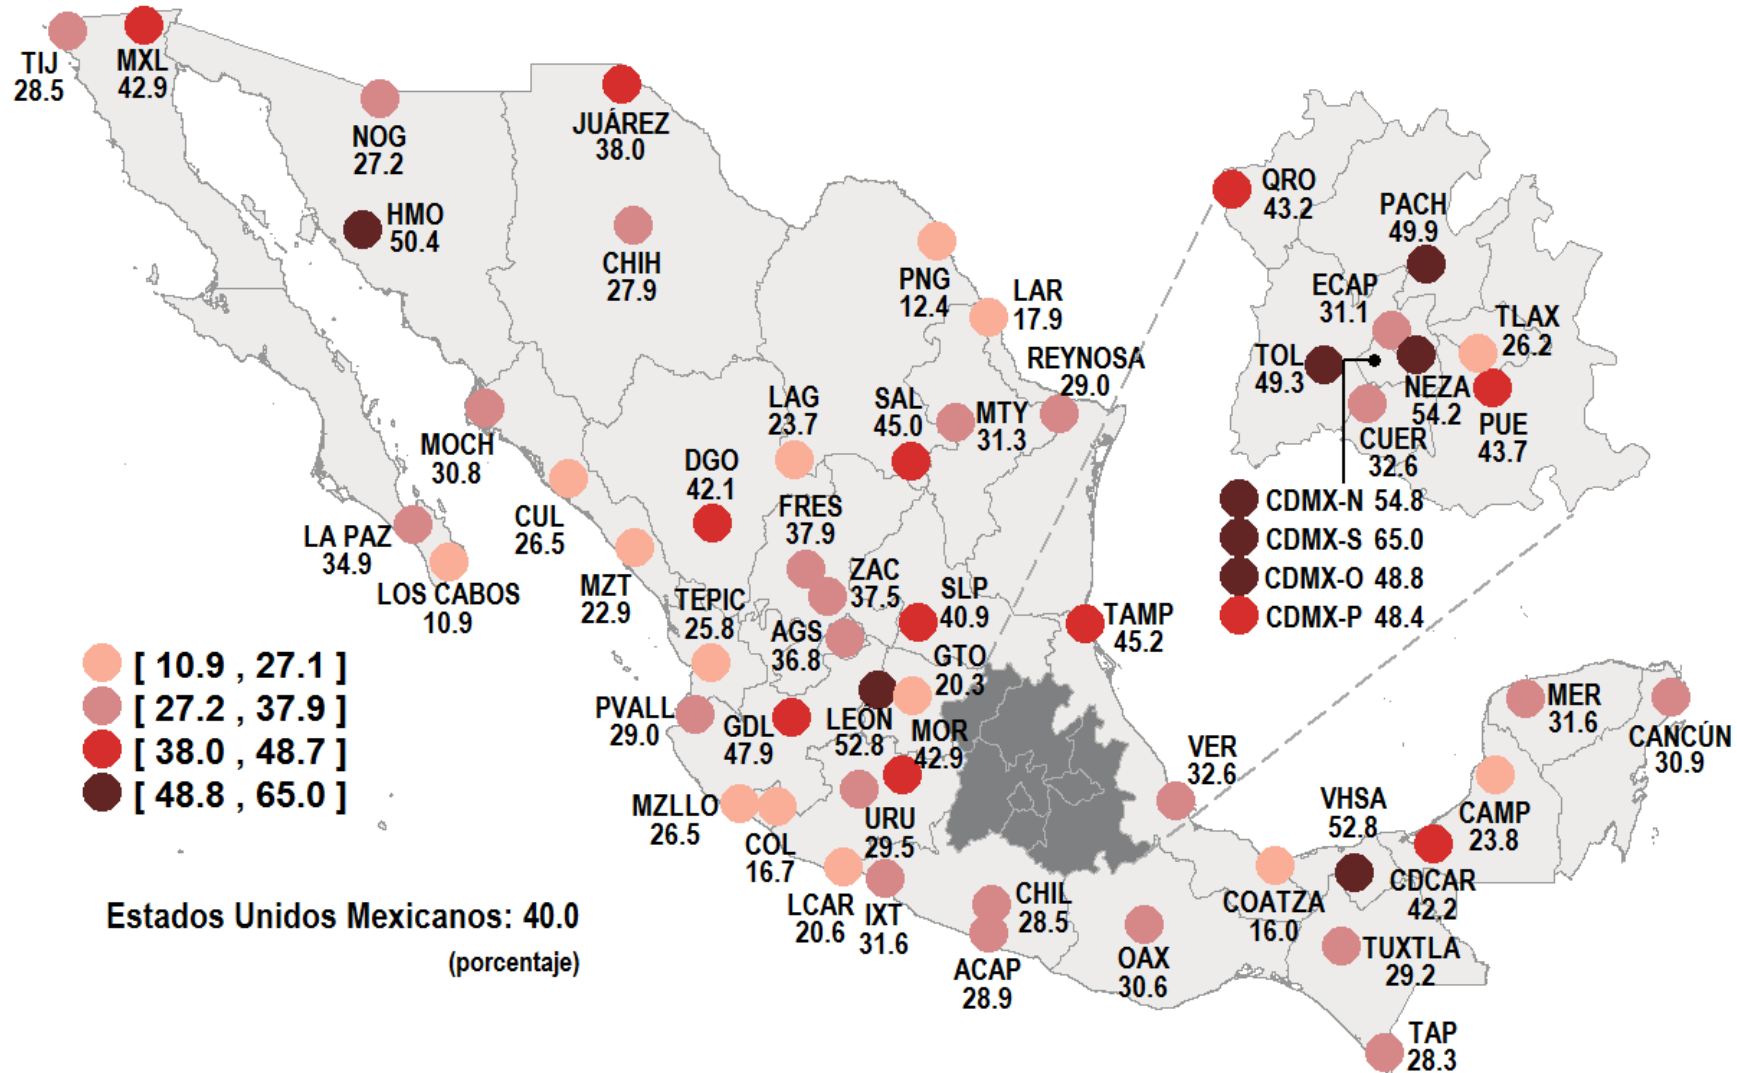 TIJ
28.5
MXL
42.9
NOG
27.2
HMO
50.4
JUÁREZ
38.0
CHIH
27.9
PNG
12.4
LAR
17.9
REYNOSA
29.0
LAG
23.7
SAL
45.0
MTY
31.3
MOCH
30.8
DGO
42.1
CUL
26.5
FRES
37.9
LA PAZ
34.9
LOS CABOS
10.9
MZT
22.9
ZAC
37.5
SLP
40.9
TEPIC
25.8
AGS
36.8
GTO
20.3
TAMP
45.2
PVALL
29.0
GDL
47.9
LEÓN
52.8
MOR
42.9
MZLLO
26.5
COL
16.7
URU
29.5
LCAR
20.6
IXT
31.6
CHIL
28.5
ACAP
28.9
OAX
30.6
VER
32.6
COATZA
16.0
VHSA
52.8
CDCAR
42.2
CAMP
23.8
MER
31.6
CANCÚN
30.9
TUXTLA
29.2
TAP
28.3
QRO
43.2
PACH
49.9
ECAP
31.1
TLAX
26.2
TOL
49.3
NEZA
54.2
PUE
43.7
CUER
32.6
CDMX-N 54.8
CDMX-S 65.0
CDMX-O 48.8
CDMX-P 48.4
[ 10.9 , 27.1 ]
[ 27.2 , 37.9 ]
[ 38.0 , 48.7 ]
[ 48.8 , 65.0 ]
Estados Unidos Mexicanos: 40.0
(porcentaje)